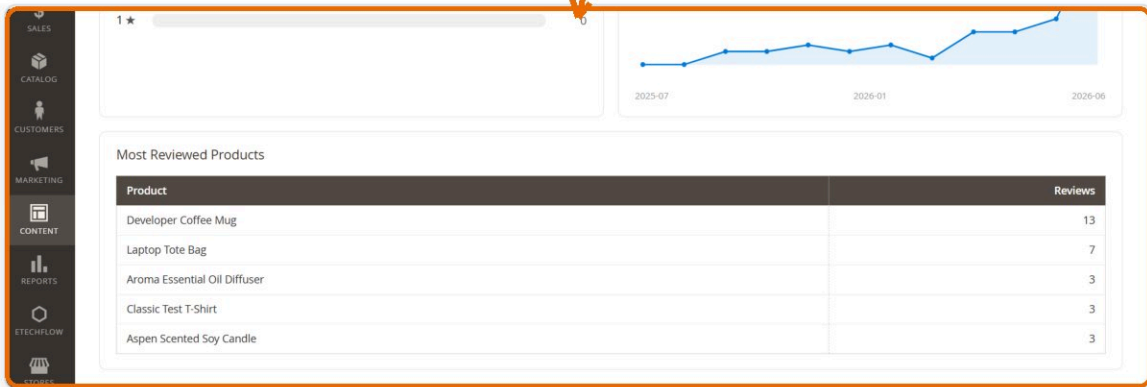 SALES
CATALOG
CUSTOMERS
MARKETING
CONTENT
REPORTS
ETECHFLOW
STORES
1 ★ 0
2025-07 2026-01 2026-06
Most Reviewed Products
Product Reviews
Developer Coffee Mug 13
Laptop Tote Bag 7
Aroma Essential Oil Diffuser 3
Classic Test T-Shirt 3
Aspen Scented Soy Candle 3